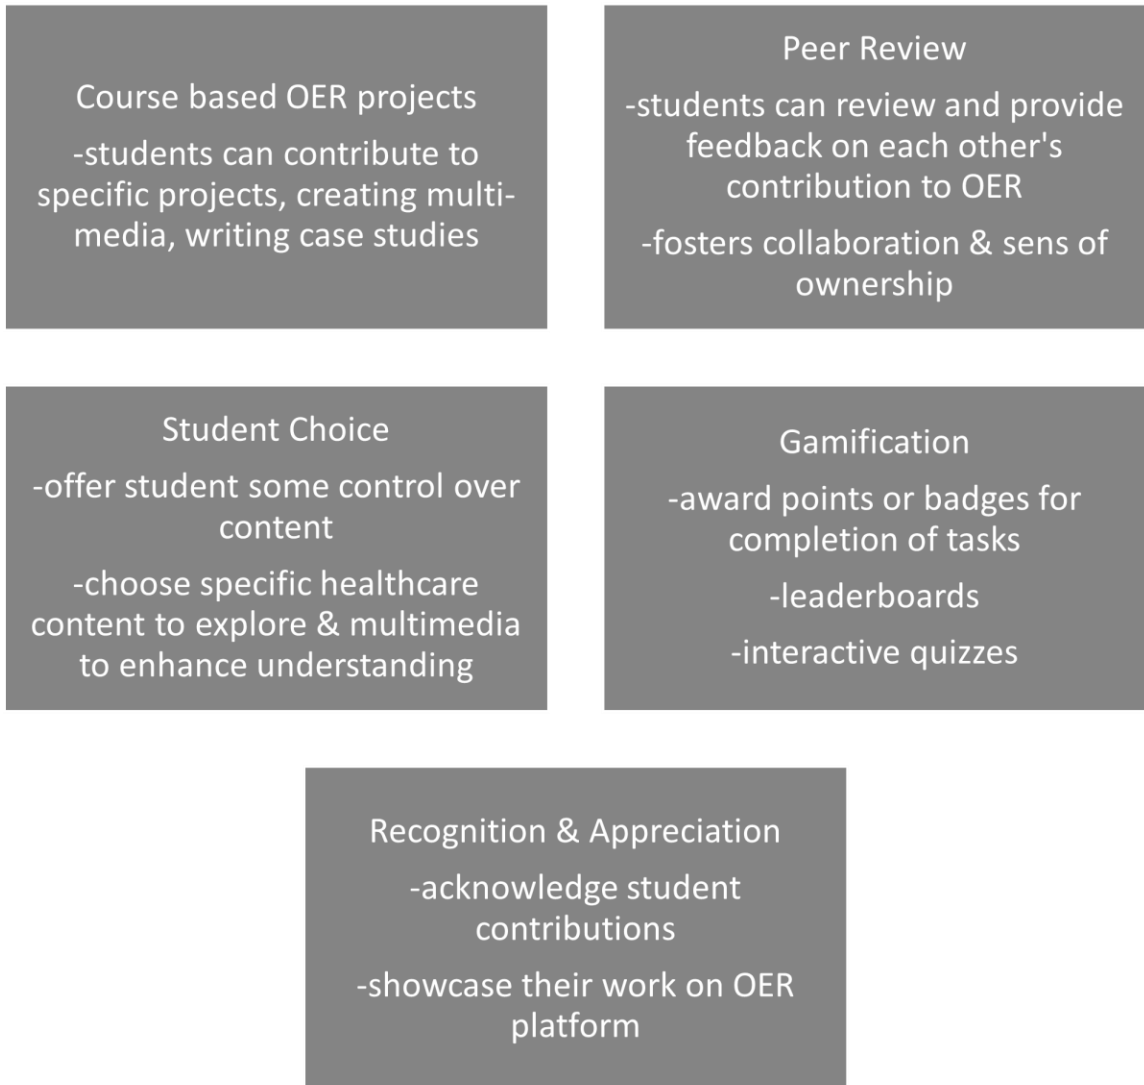 Course based OER projects
-students can contribute to
specific projects, creating multi-
media, writing case studies
Peer Review
-students can review and provide
feedback on each other's
contribution to OER
-fosters collaboration & sens of
ownership
Student Choice
-offer student some control over
content
-choose specific healthcare
content to explore & multimedia
to enhance understanding
Gamification
-award points or badges for
completion of tasks
-leaderboards
-interactive quizzes
Recognition & Appreciation
-acknowledge student
contributions
-showcase their work on OER
platform